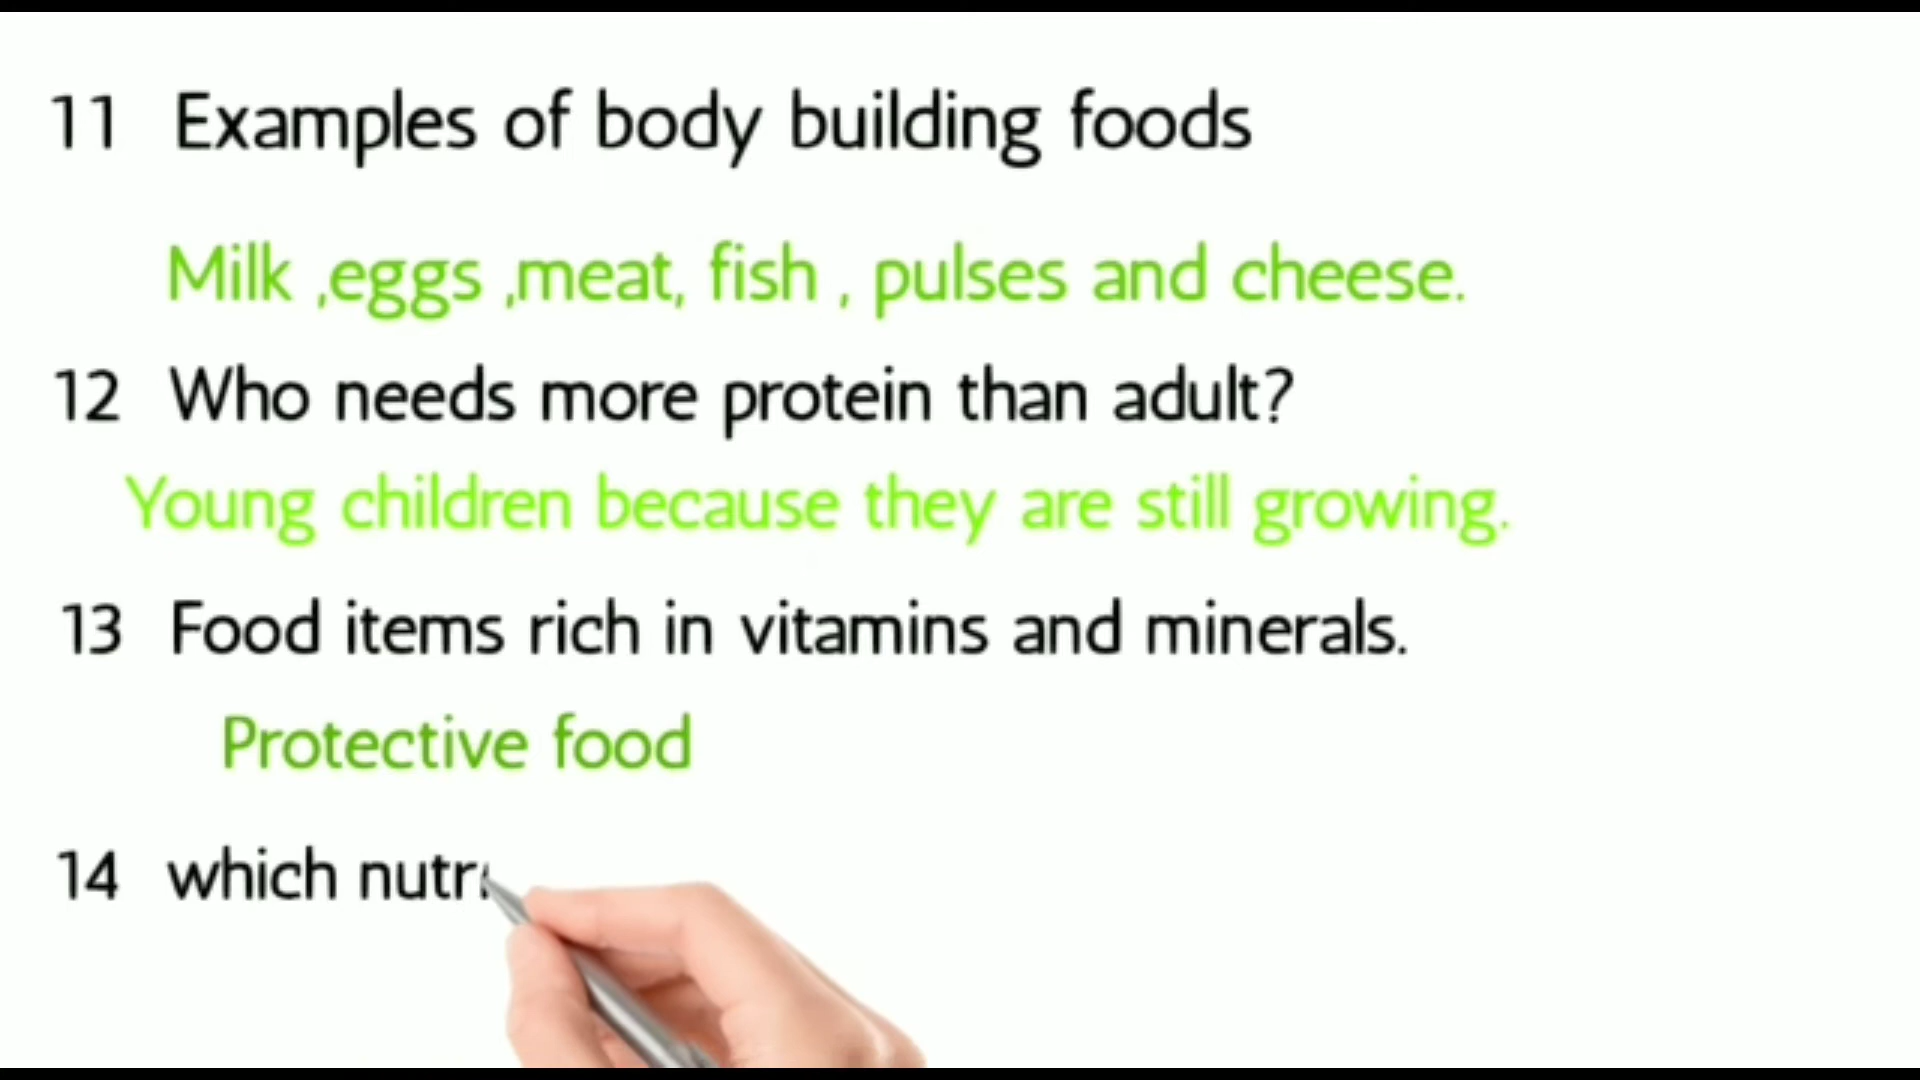 11 Examples of body building foods
Milk ,eggs ,meat, fish , pulses and cheese.
12 Who needs more protein than adult?
Young children because they are still growing.
13 Food items rich in vitamins and minerals.
Protective food
14 which nutri